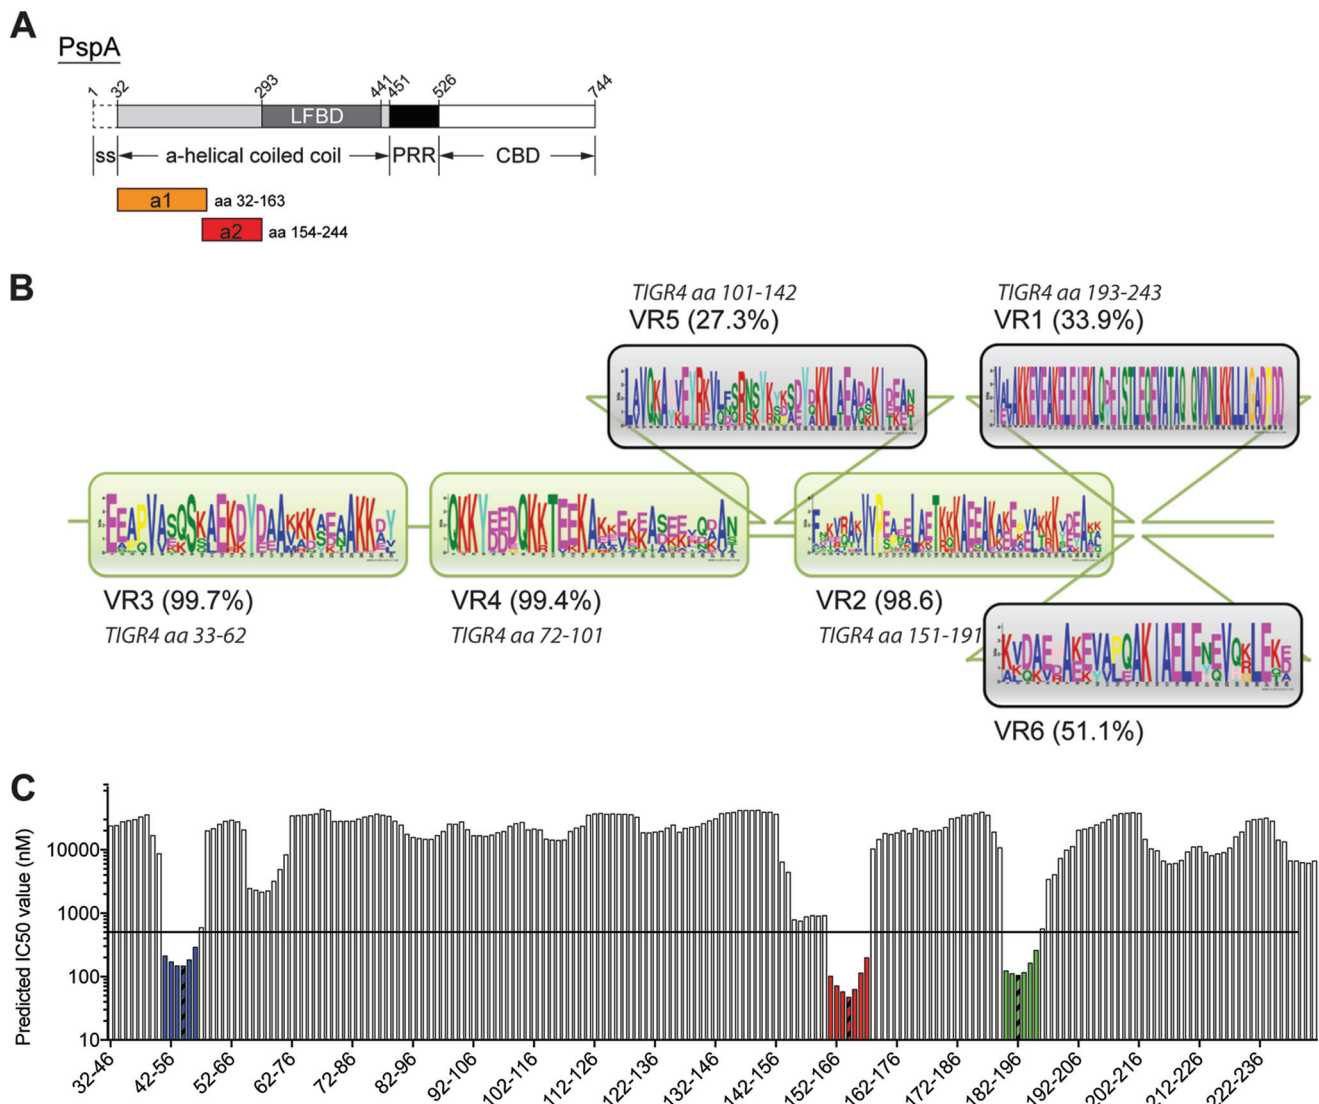 A
PspA
1 32 293 441 451 526 744
LFBD
ss a-helical coiled coil PRR CBD
a1 aa 32-163
a2 aa 154-244
B
TIGR4 aa 101-142
VR5 (27.3%)
TIGR4 aa 193-243
VR1 (33.9%)
VR3 (99.7%)
TIGR4 aa 33-62
VR4 (99.4%)
TIGR4 aa 72-101
VR2 (98.6)
TIGR4 aa 151-191
VR6 (51.1%)
C
Predicted IC50 value (nM)
10000
1000
100
10
32-46 42-56 52-66 62-76 72-86 82-96 92-106 102-116 112-126 122-136 132-146 142-156 152-166 162-176 172-186 182-196 192-206 202-216 212-226 222-236